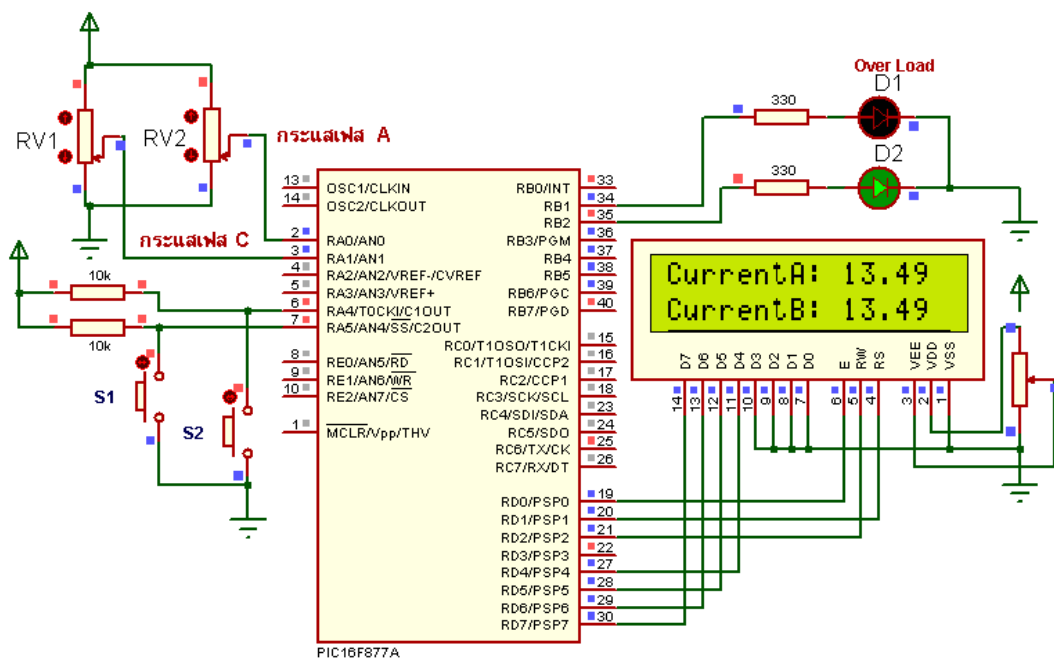 Over Load
D1
330
D2
330
RV1
RV2
กระแสเฟส A
กระแสเฟส C
10k
10k
S1
S2
13 OSC1/CLKIN
14 OSC2/CLKOUT
2 RA0/AN0
3 RA1/AN1
4 RA2/AN2/VREF-/CVREF
5 RA3/AN3/VREF+
6 RA4/T0CKI/C1OUT
7 RA5/AN4/SS/C2OUT
8 RE0/AN5/RD
9 RE1/AN6/WR
10 RE2/AN7/CS
1 MCLR/Vpp/THV
RB0/INT 33
RB1 34
RB2 35
RB3/PGM 36
RB4 37
RB5 38
RB6/PGC 39
RB7/PGD 40
RC0/T1OSO/T1CKI 15
RC1/T1OSI/CCP2 16
RC2/CCP1 17
RC3/SCK/SCL 18
RC4/SDI/SDA 23
RC5/SDO 24
RC6/TX/CK 25
RC7/RX/DT 26
RD0/PSP0 19
RD1/PSP1 20
RD2/PSP2 21
RD3/PSP3 22
RD4/PSP4 27
RD5/PSP5 28
RD6/PSP6 29
RD7/PSP7 30
PIC16F877A
CurrentA: 13.49
CurrentB: 13.49
D7 D6 D5 D4 D3 D2 D1 D0 E RW RS VEE VDD VSS
14 13 12 11 10 9 8 7 6 5 4 3 2 1